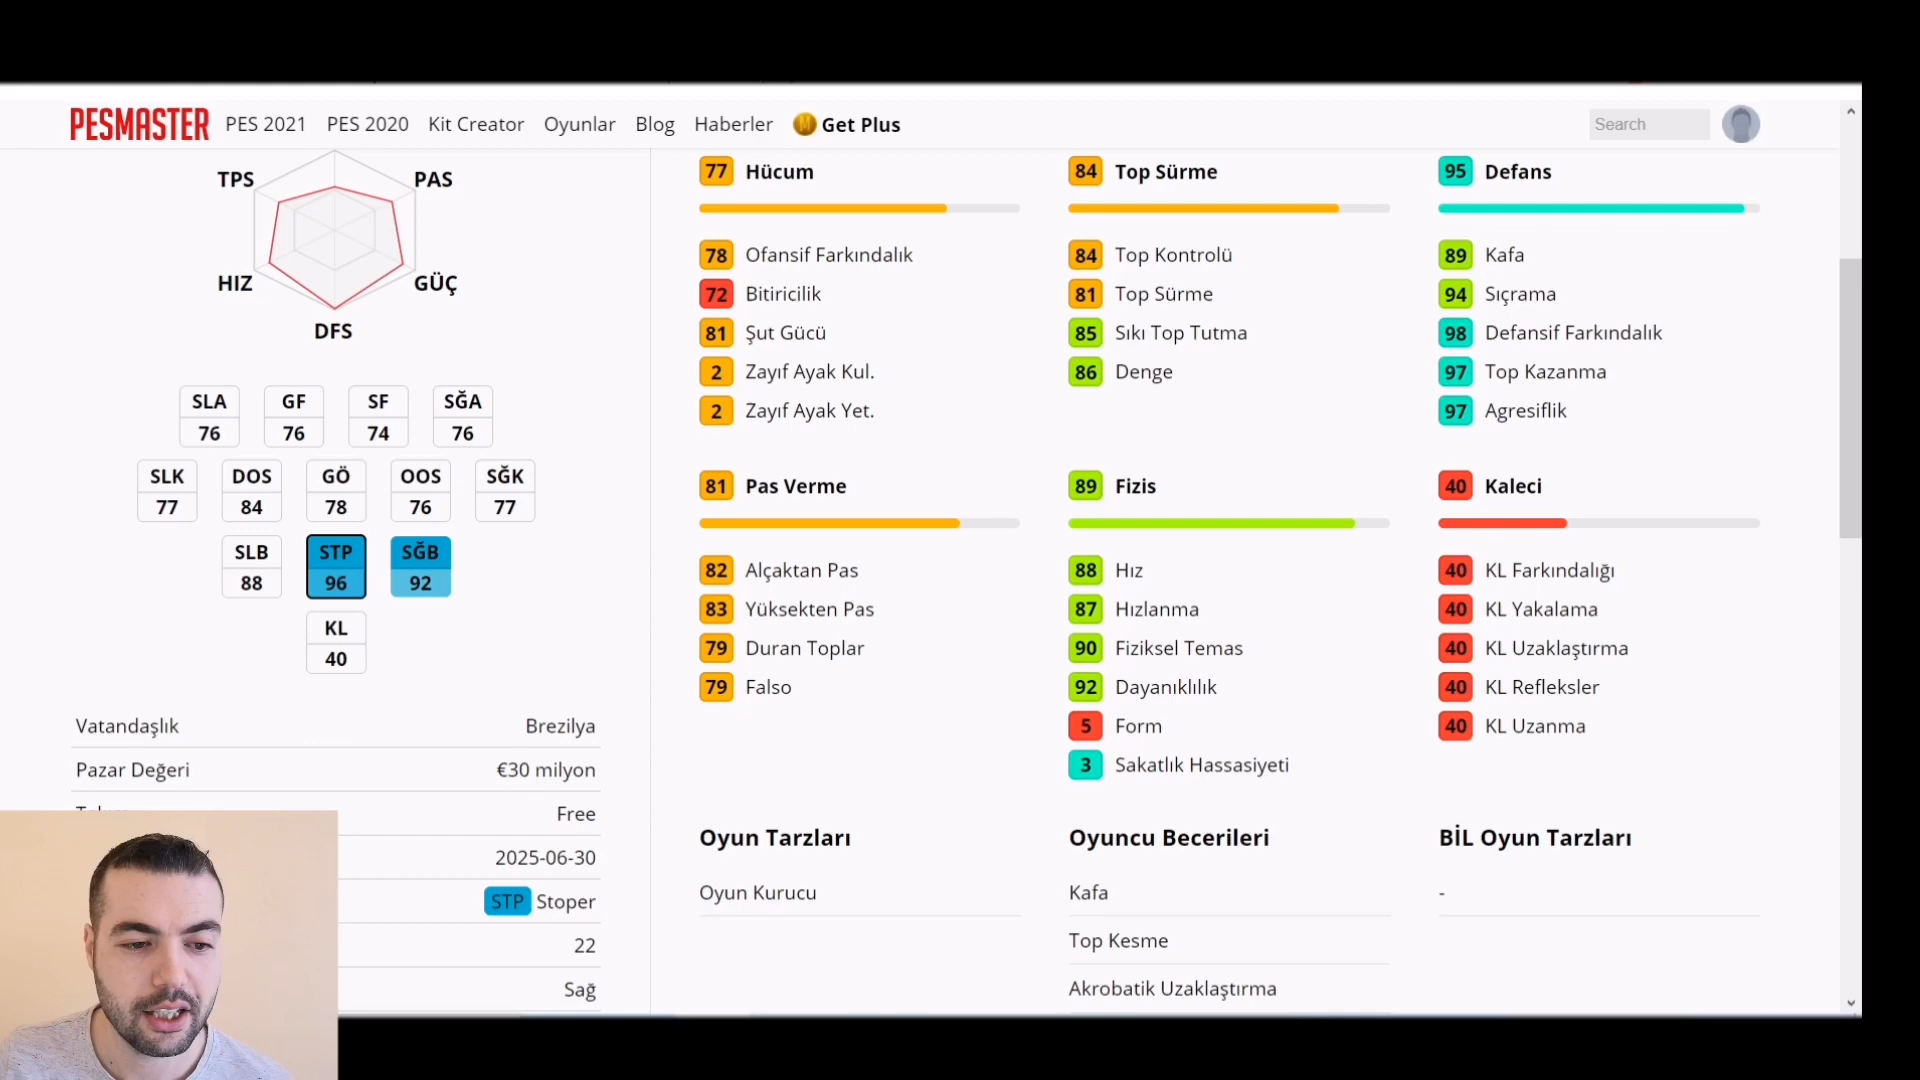 PESMASTER PES 2021 PES 2020 Kit Creator Oyunlar Blog Haberler Get Plus Search
TPS PAS
HIZ GÜÇ
DFS
SLA GF SF SĞA
76 76 74 76
SLK DOS GÖ OOS SĞK
77 84 78 76 77
SLB STP SĞB
88 96 92
KL
40
Vatandaşlık Brezilya
Pazar Değeri €30 milyon
Free
2025-06-30
STP Stoper
22
Sağ
77 Hücum
78 Ofansif Farkındalık
72 Bitiricilik
81 Şut Gücü
2 Zayıf Ayak Kul.
2 Zayıf Ayak Yet.
84 Top Sürme
84 Top Kontrolü
81 Top Sürme
85 Sıkı Top Tutma
86 Denge
95 Defans
89 Kafa
94 Sıçrama
98 Defansif Farkındalık
97 Top Kazanma
97 Agresiflik
81 Pas Verme
82 Alçaktan Pas
83 Yüksekten Pas
79 Duran Toplar
79 Falso
89 Fizis
88 Hız
87 Hızlanma
90 Fiziksel Temas
92 Dayanıklılık
5 Form
3 Sakatlık Hassasiyeti
40 Kaleci
40 KL Farkındalığı
40 KL Yakalama
40 KL Uzaklaştırma
40 KL Refleksler
40 KL Uzanma
Oyun Tarzları
Oyun Kurucu
Oyuncu Becerileri
Kafa
Top Kesme
Akrobatik Uzaklaştırma
BİL Oyun Tarzları
-